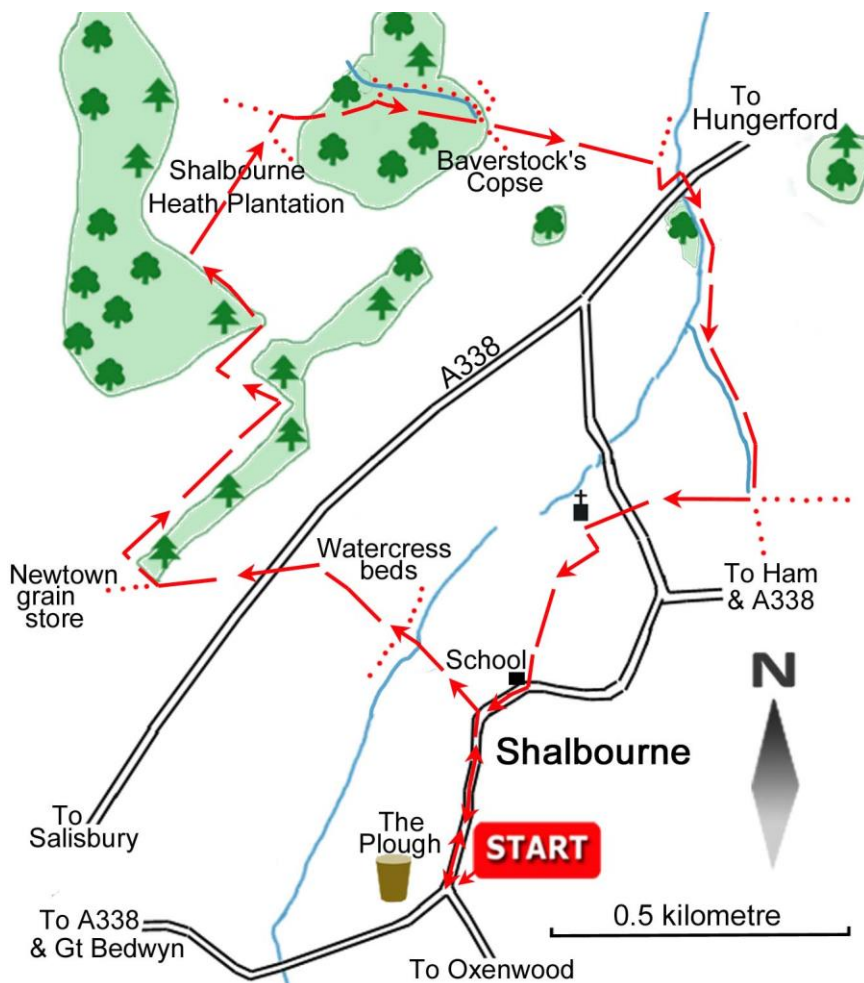 To
Hungerford
Shalbourne
Heath Plantation
Baverstock's
Copse
A338
Newtown
grain
store
Watercress
beds
To Ham
& A338
School
N
Shalbourne
To
Salisbury
The
Plough
START
0.5 kilometre
To A338
& Gt Bedwyn
To Oxenwood